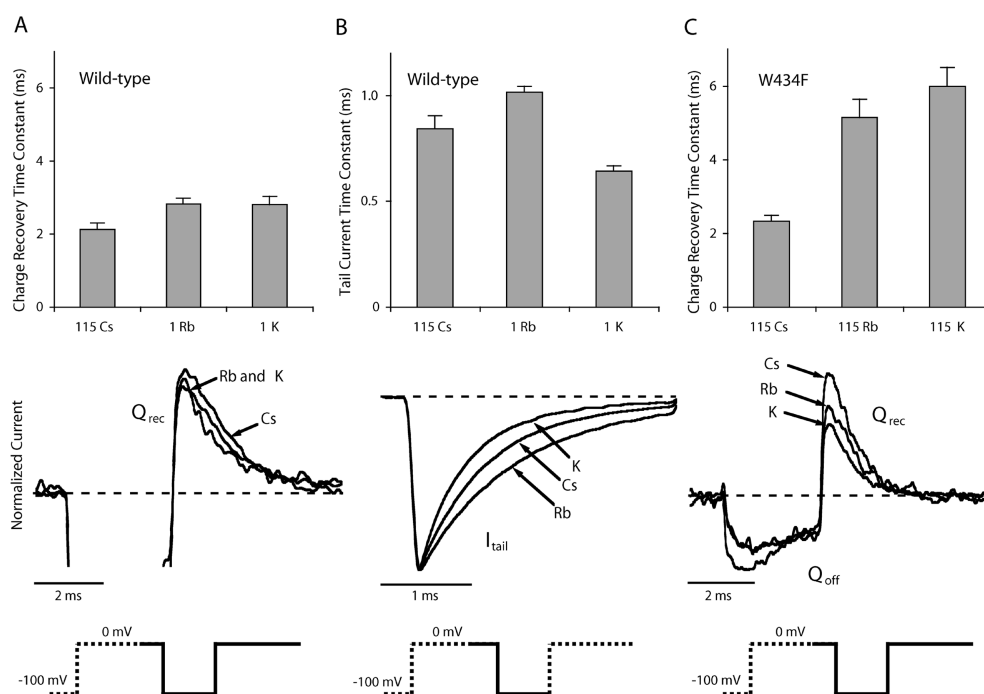 A
B
C
Charge Recovery Time Constant (ms)
6
4
2
0
Wild-type
115 Cs
1 Rb
1 K
Tail Current Time Constant (ms)
1.0
0.5
0
Wild-type
115 Cs
1 Rb
1 K
Charge Recovery Time Constant (ms)
6
4
2
0
W434F
115 Cs
115 Rb
115 K
Normalized Current
Qrec
Rb and K
Cs
2 ms
K
Cs
Rb
Itail
1 ms
Cs
Rb
K
Qrec
Qoff
2 ms
0 mV
-100 mV
0 mV
-100 mV
0 mV
-100 mV